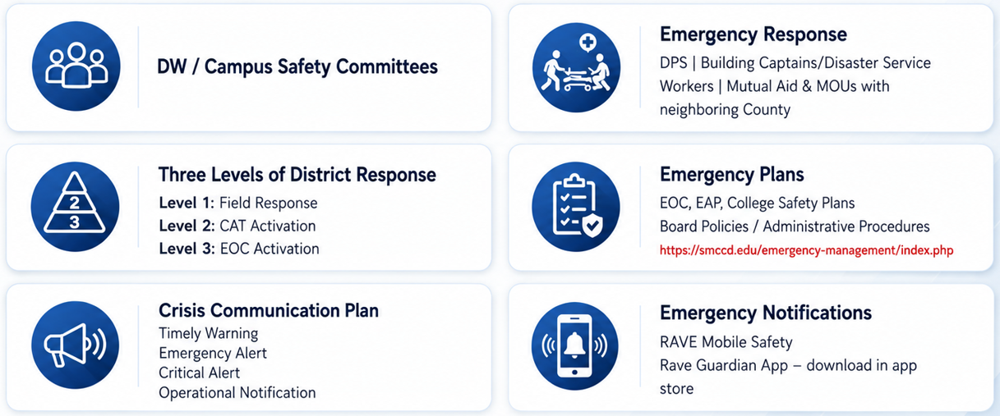 DW / Campus Safety Committees
Emergency Response
DPS | Building Captains/Disaster Service
Workers | Mutual Aid & MOUs with
neighboring County
2
3
Three Levels of District Response
Level 1: Field Response
Level 2: CAT Activation
Level 3: EOC Activation
Emergency Plans
EOC, EAP, College Safety Plans
Board Policies / Administrative Procedures
https://smccd.edu/emergency-management/index.php
Crisis Communication Plan
Timely Warning
Emergency Alert
Critical Alert
Operational Notification
Emergency Notifications
RAVE Mobile Safety
Rave Guardian App – download in app
store